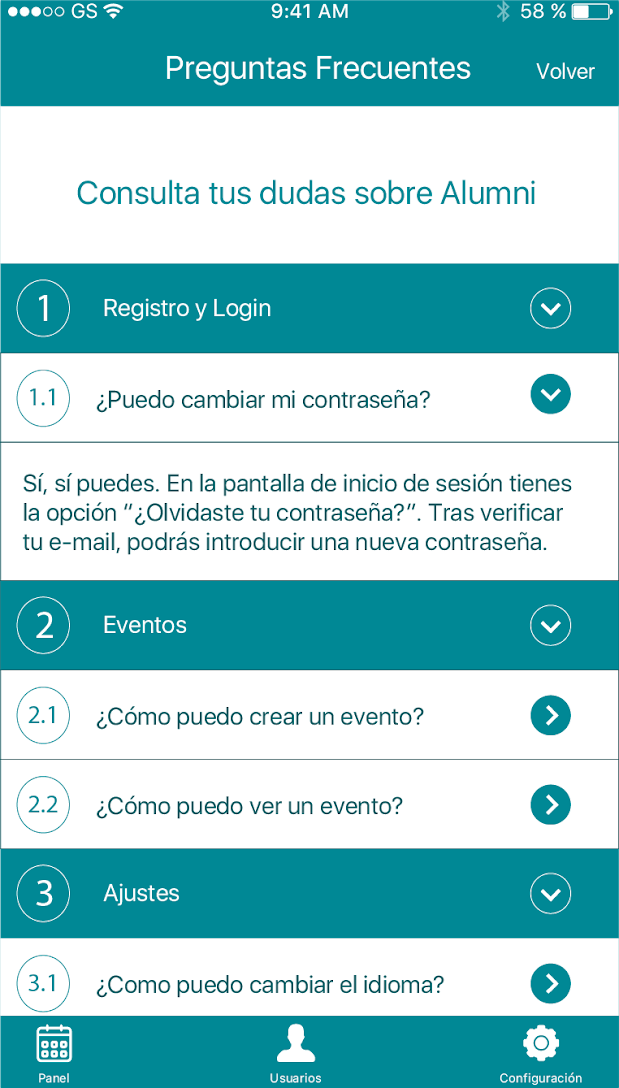 GS 9:41 AM 58 %
Preguntas Frecuentes Volver
Consulta tus dudas sobre Alumni
1 Registro y Login
1.1 ¿Puedo cambiar mi contraseña?
Sí, sí puedes. En la pantalla de inicio de sesión tienes
la opción “¿Olvidaste tu contraseña?”. Tras verificar
tu e-mail, podrás introducir una nueva contraseña.
2 Eventos
2.1 ¿Cómo puedo crear un evento?
2.2 ¿Cómo puedo ver un evento?
3 Ajustes
3.1 ¿Como puedo cambiar el idioma?
Panel Usuarios Configuración